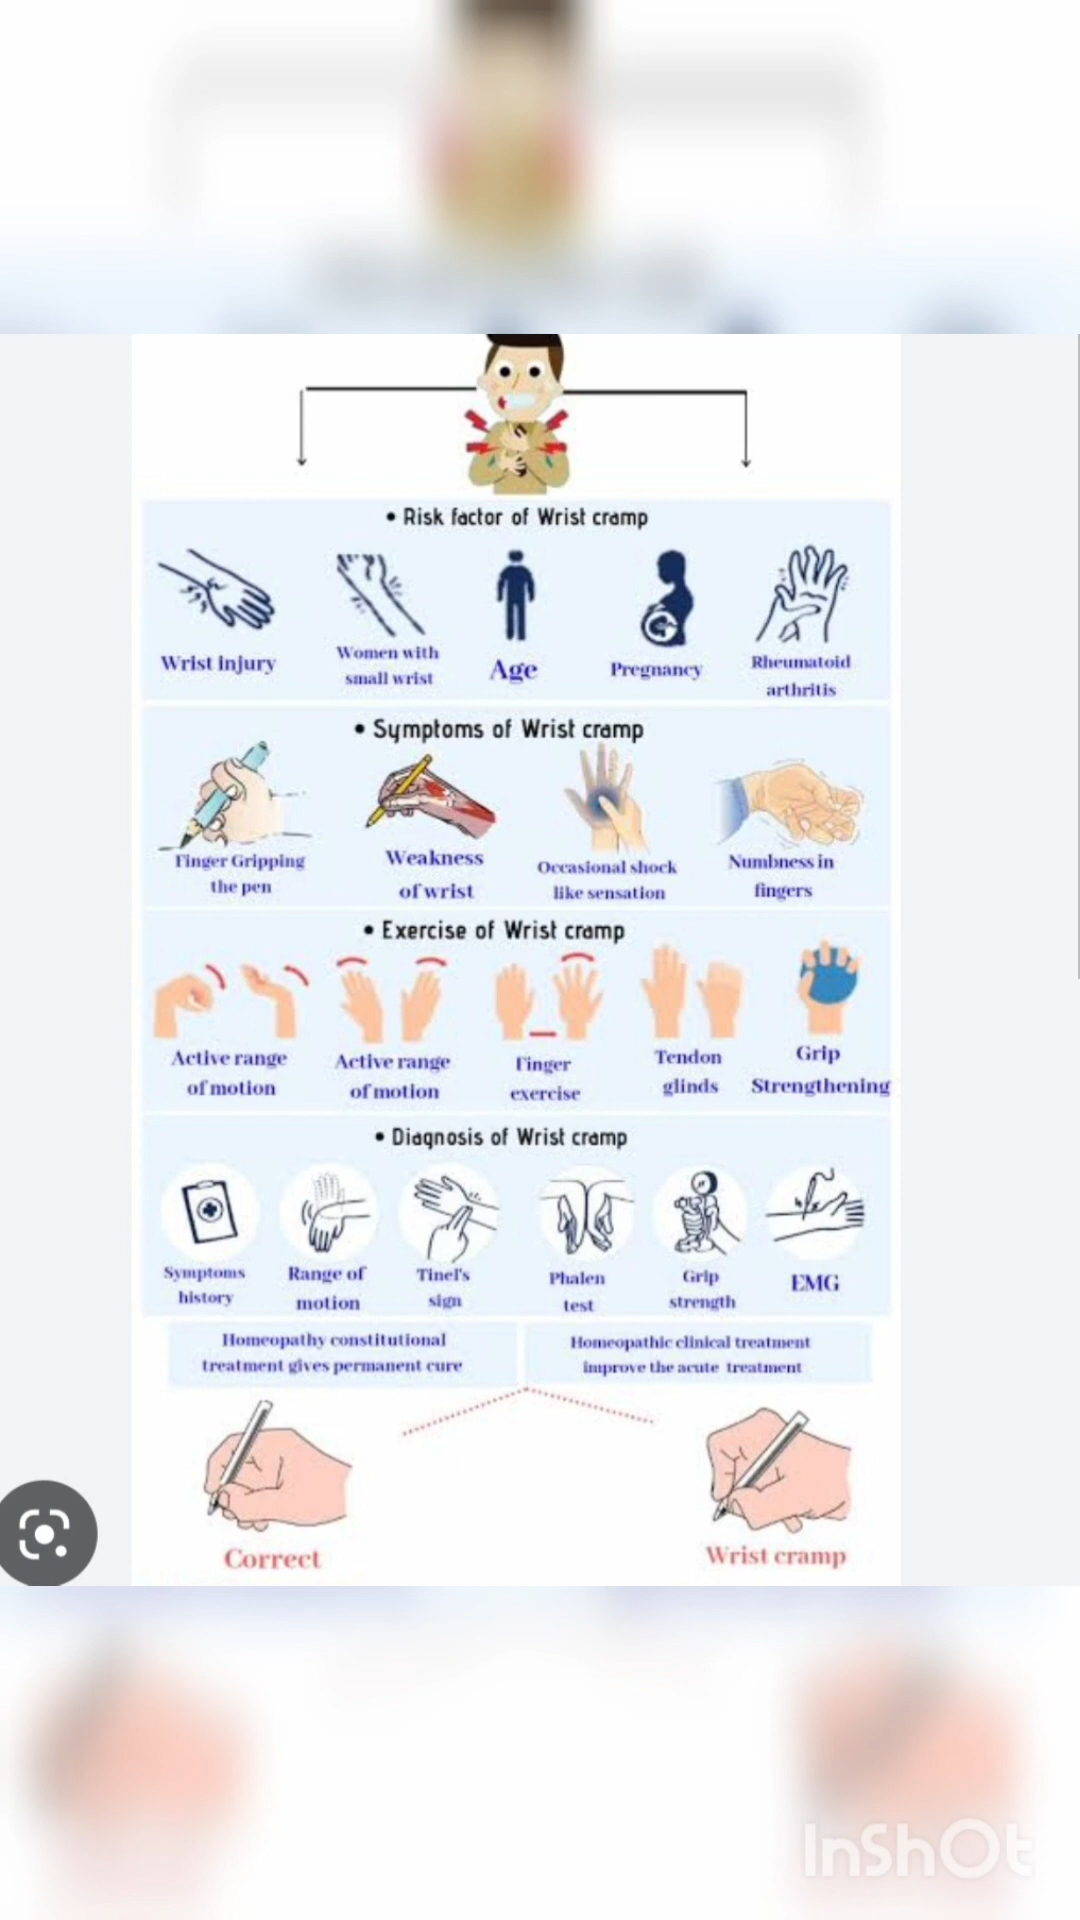 • Risk factor of Wrist cramp
Wrist injury
Women with
small wrist
Age
Pregnancy
Rheumatoid
arthritis
• Symptoms of Wrist cramp
Finger Gripping
the pen
Weakness
of wrist
Occasional shock
like sensation
Numbness in
fingers
• Exercise of Wrist cramp
Active range
of motion
Active range
of motion
Finger
exercise
Tendon
glinds
Grip
Strengthening
• Diagnosis of Wrist cramp
Symptoms
history
Range of
motion
Tinel's
sign
Phalen
test
Grip
strength
EMG
Homeopathy constitutional
treatment gives permanent cure
Homeopathic clinical treatment
improve the acute treatment
Correct
Wrist cramp
InShOt